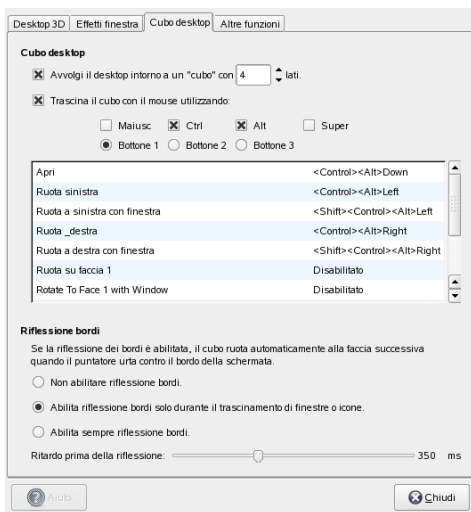 Desktop 3D Effetti finestra Cubo desktop Altre funzioni
Cubo desktop
Avvolgi il desktop intorno a un "cubo" con 4 lati.
Trascina il cubo con il mouse utilizzando:
Maiusc Ctrl Alt Super
Bottone 1 Bottone 2 Bottone 3
Apri <Control><Alt>Down
Ruota sinistra <Control><Alt>Left
Ruota a sinistra con finestra <Shift><Control><Alt>Left
Ruota _destra <Control><Alt>Right
Ruota a destra con finestra <Shift><Control><Alt>Right
Ruota su faccia 1 Disabilitato
Rotate To Face 1 with Window Disabilitato
Riflessione bordi
Se la riflessione dei bordi è abilitata, il cubo ruota automaticamente alla faccia successiva
quando il puntatore urta contro il bordo della schermata.
Non abilitare riflessione bordi.
Abilita riflessione bordi solo durante il trascinamento di finestre o icone.
Abilita sempre riflessione bordi.
Ritardo prima della riflessione: 350 ms
Aiuto Chiudi